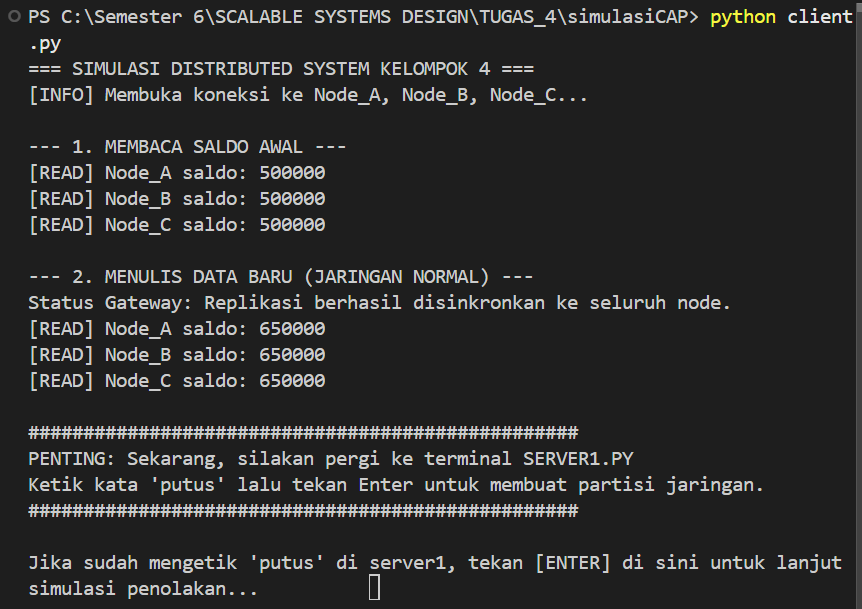 PS C:\Semester 6\SCALABLE SYSTEMS DESIGN\TUGAS_4\simulasiCAP> python client
.py
=== SIMULASI DISTRIBUTED SYSTEM KELOMPOK 4 ===
[INFO] Membuka koneksi ke Node_A, Node_B, Node_C...
--- 1. MEMBACA SALDO AWAL ---
[READ] Node_A saldo: 500000
[READ] Node_B saldo: 500000
[READ] Node_C saldo: 500000
--- 2. MENULIS DATA BARU (JARINGAN NORMAL) ---
Status Gateway: Replikasi berhasil disinkronkan ke seluruh node.
[READ] Node_A saldo: 650000
[READ] Node_B saldo: 650000
[READ] Node_C saldo: 650000
##################################################
PENTING: Sekarang, silakan pergi ke terminal SERVER1.PY
Ketik kata 'putus' lalu tekan Enter untuk membuat partisi jaringan.
##################################################
Jika sudah mengetik 'putus' di server1, tekan [ENTER] di sini untuk lanjut
simulasi penolakan...